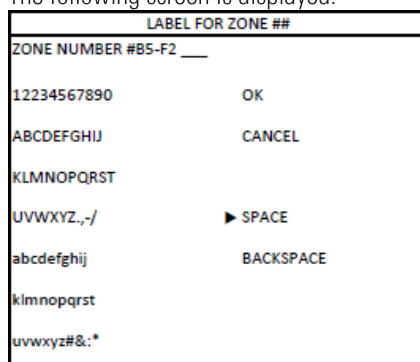 The following screen is displayed:
LABEL FOR ZONE ##
ZONE NUMBER #B5-F2 ___
12234567890 OK
ABCDEFGHIJ CANCEL
KLMNOPQRST
UVWXYZ.,-/ ▶ SPACE
abcdefghij BACKSPACE
klmnopqrst
uvwxyz#&:*